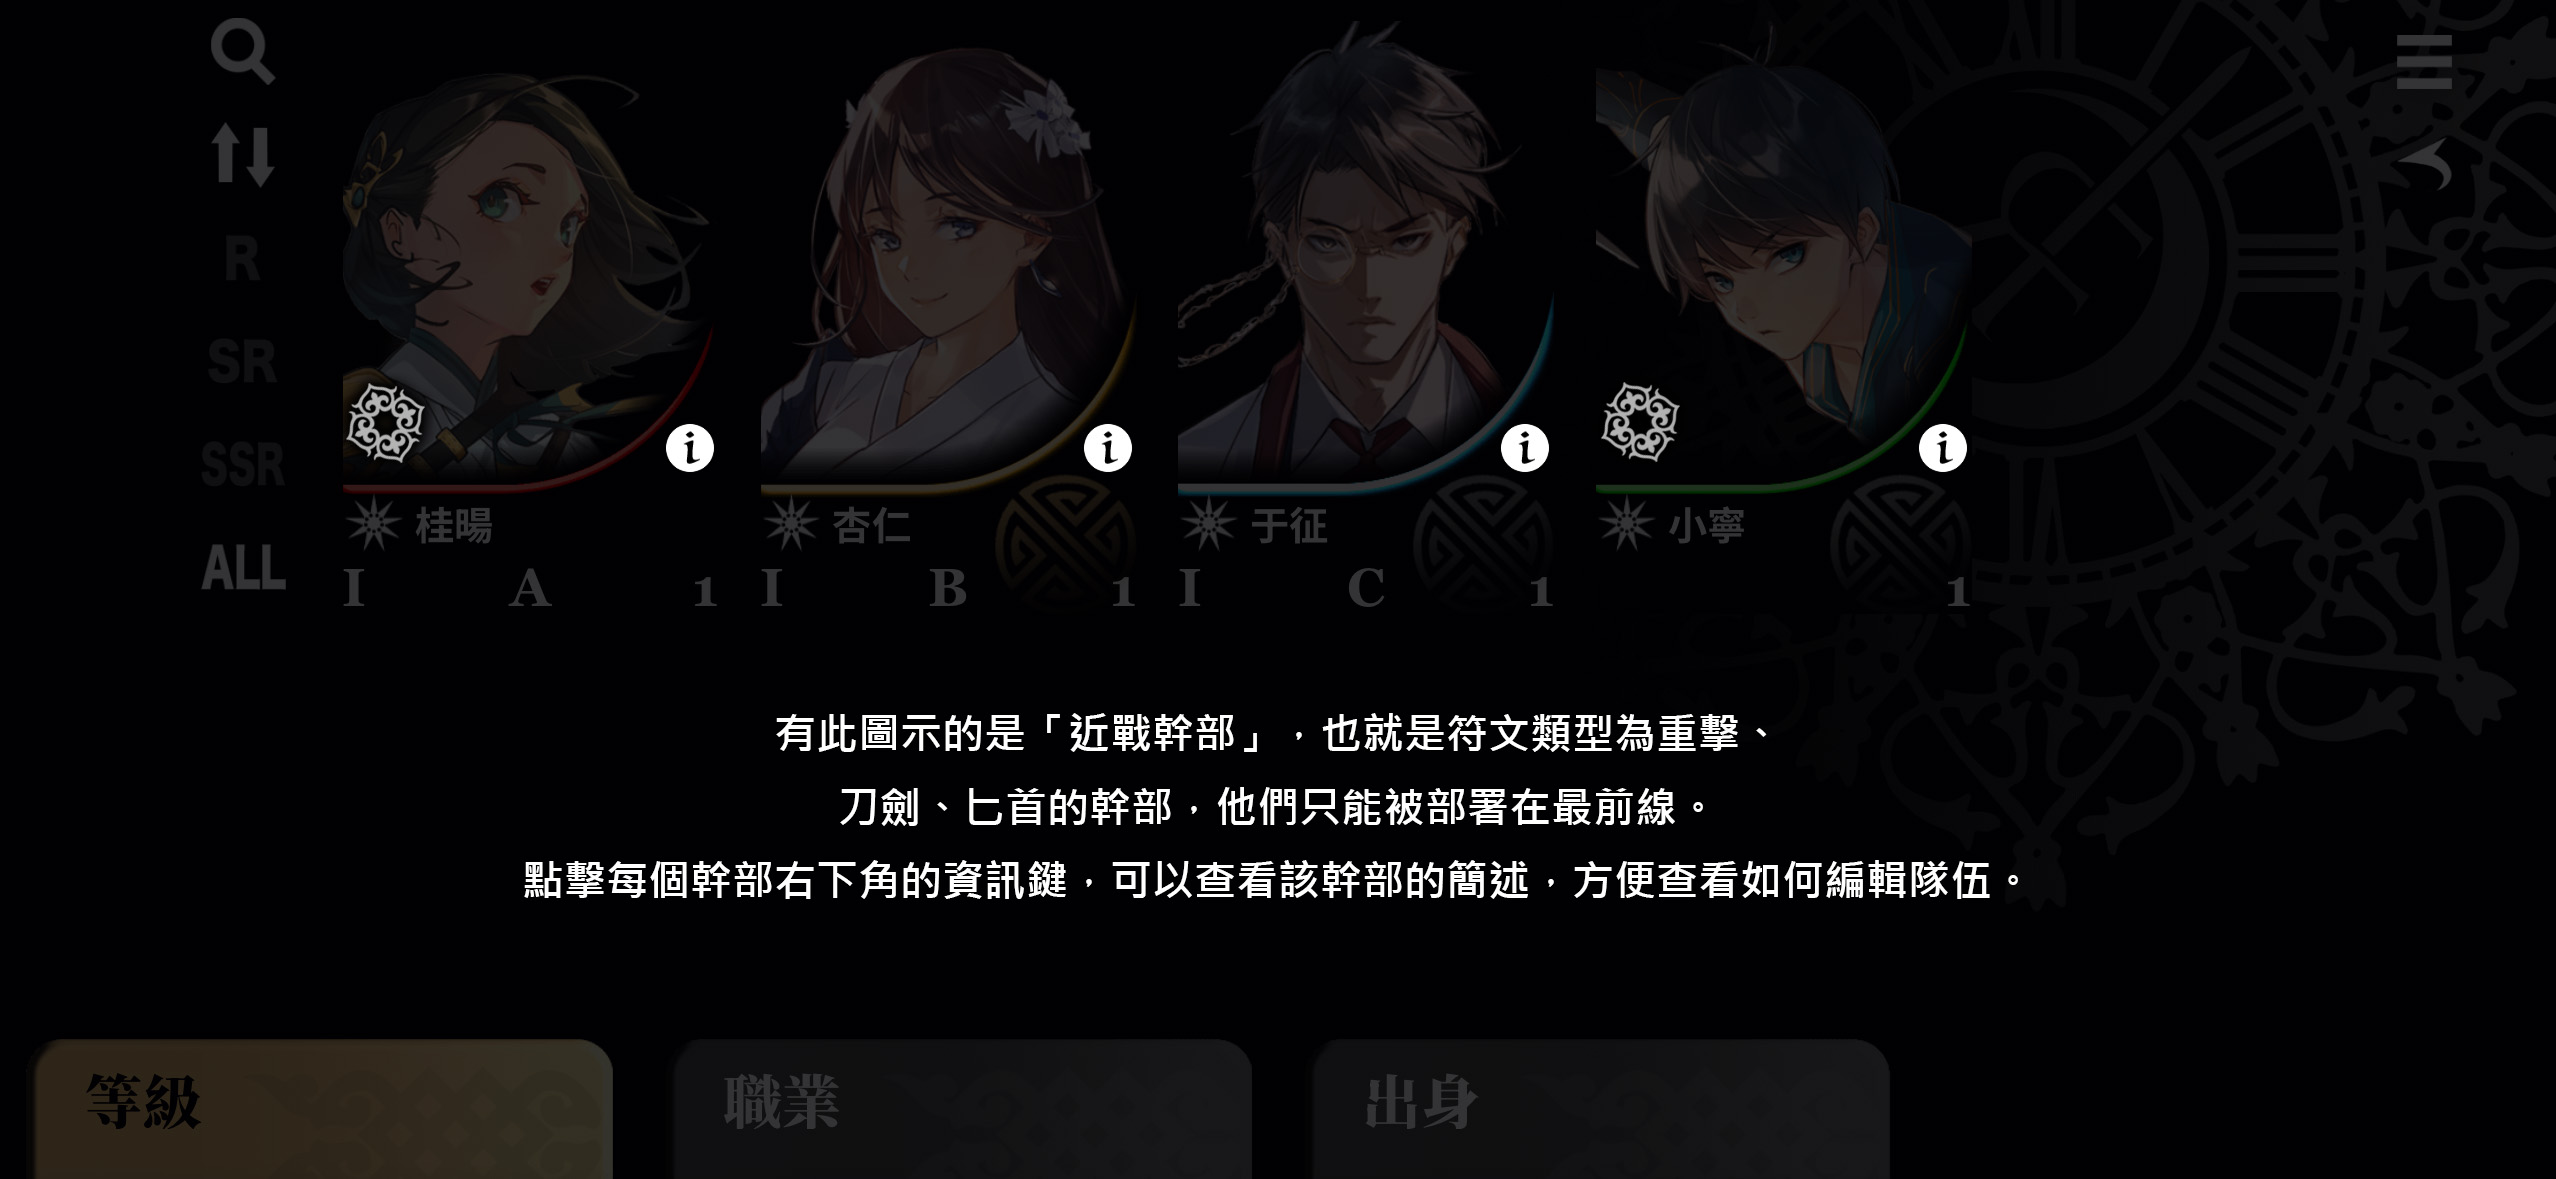 R
SR
SSR
ALL
桂暘
杏仁
于征
小寧
I A 1
I B 1
I C 1
1
有此圖示的是「近戰幹部」，也就是符文類型為重擊、
刀劍、匕首的幹部，他們只能被部署在最前線。
點擊每個幹部右下角的資訊鍵，可以查看該幹部的簡述，方便查看如何編輯隊伍。
等級
職業
出身